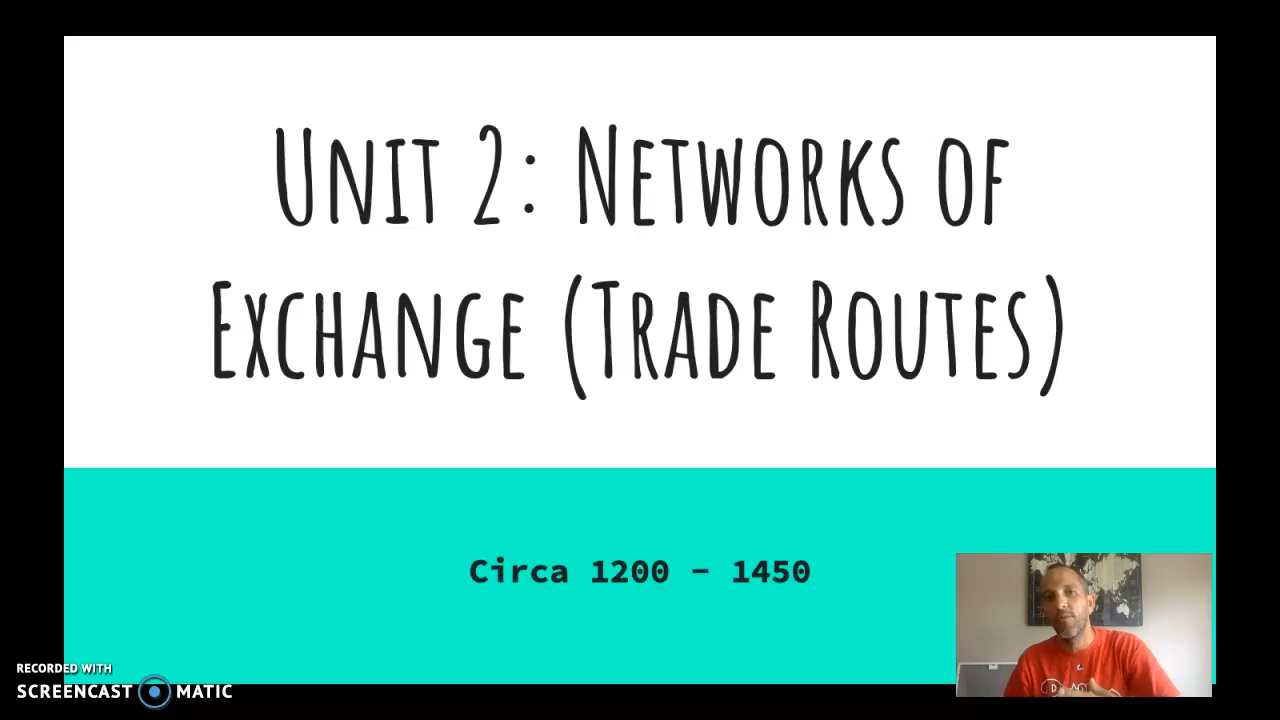 Unit 2: Networks of
Exchange (Trade Routes)
Circa 1200 - 1450
RECORDED WITH
SCREENCAST MATIC